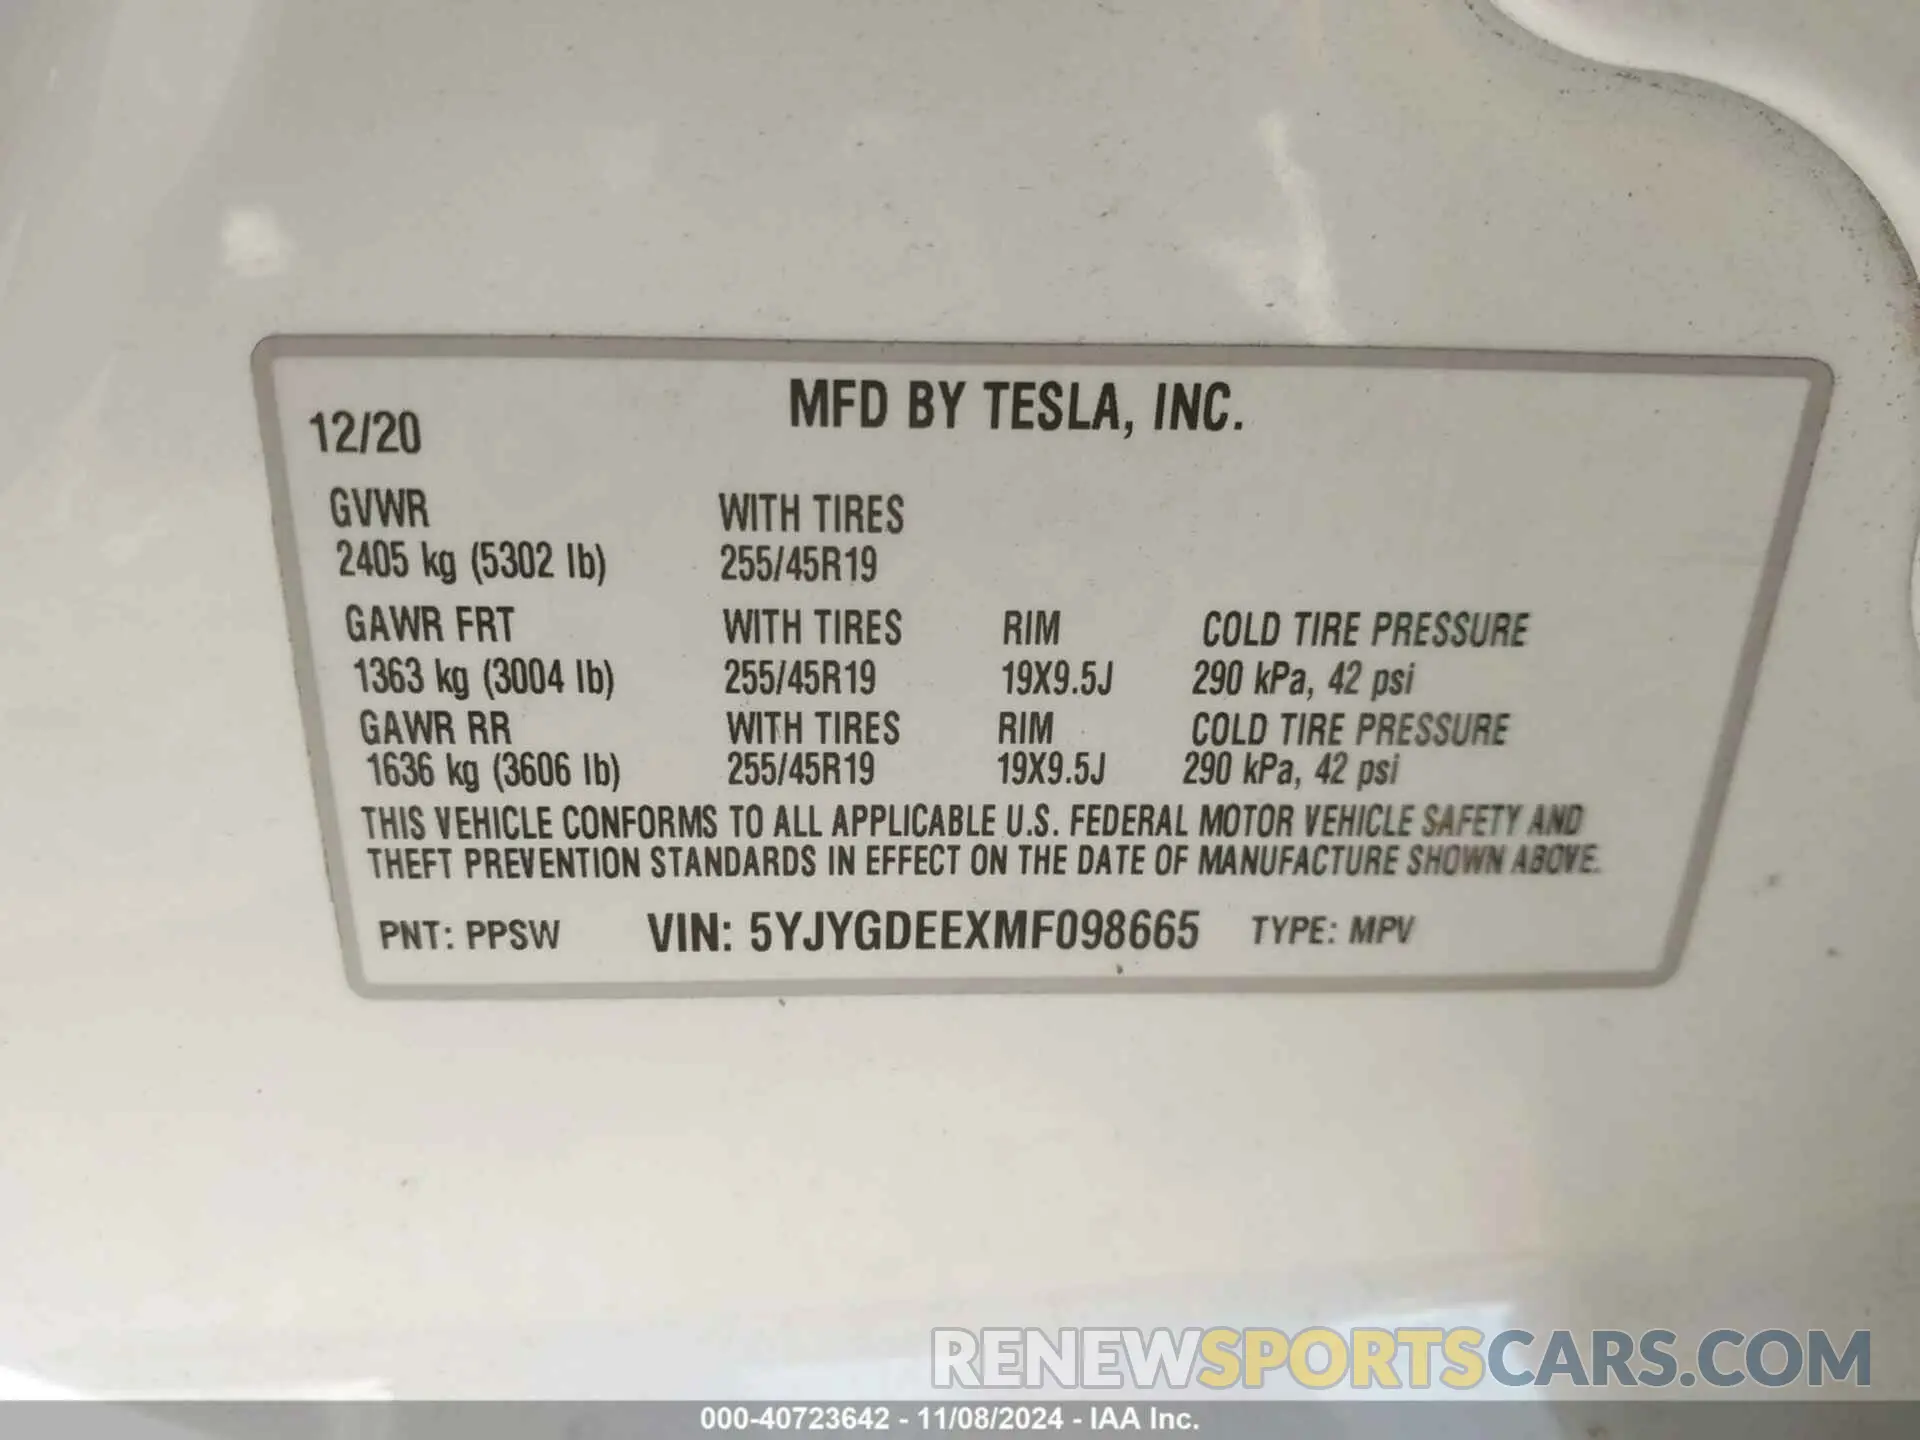 12/20 MFD BY TESLA, INC.
GVWR WITH TIRES
2405 kg (5302 lb) 255/45R19
GAWR FRT WITH TIRES RIM COLD TIRE PRESSURE
1363 kg (3004 lb) 255/45R19 19X9.5J 290 kPa, 42 psi
GAWR RR WITH TIRES RIM COLD TIRE PRESSURE
1636 kg (3606 lb) 255/45R19 19X9.5J 290 kPa, 42 psi
THIS VEHICLE CONFORMS TO ALL APPLICABLE U.S. FEDERAL MOTOR VEHICLE SAFETY AND
THEFT PREVENTION STANDARDS IN EFFECT ON THE DATE OF MANUFACTURE SHOWN ABOVE.
PNT: PPSW VIN: 5YJYGDEEXMF098665 TYPE: MPV
RENEWSPORTSCARS.COM
000-40723642 - 11/08/2024 - IAA Inc.